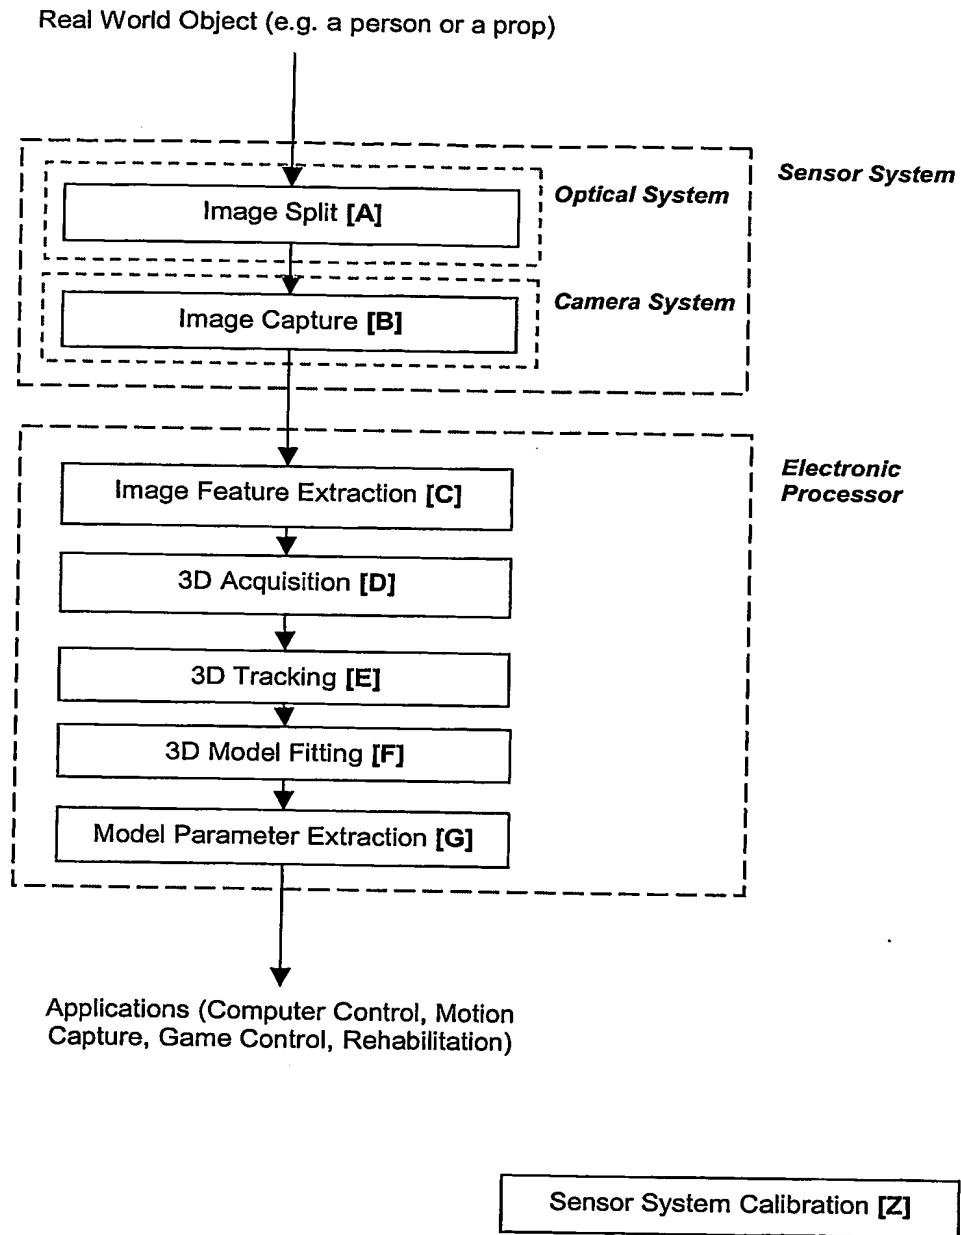 Real World Object (e.g. a person or a prop)
Sensor System
Optical System
Image Split [A]
Camera System
Image Capture [B]
Electronic
Processor
Image Feature Extraction [C]
3D Acquisition [D]
3D Tracking [E]
3D Model Fitting [F]
Model Parameter Extraction [G]
Applications (Computer Control, Motion
Capture, Game Control, Rehabilitation)
Sensor System Calibration [Z]